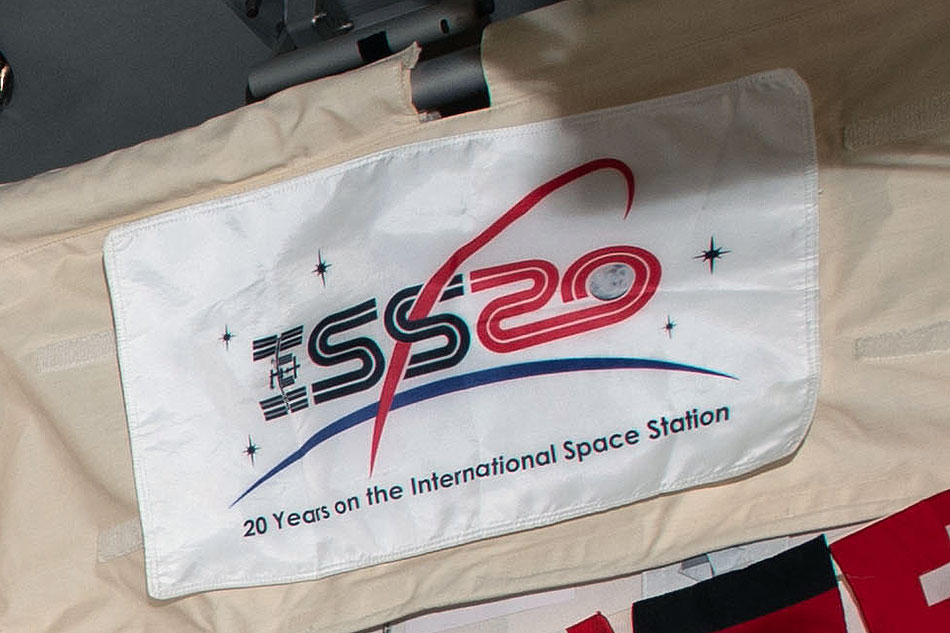 ISS20
20 Years on the International Space Station